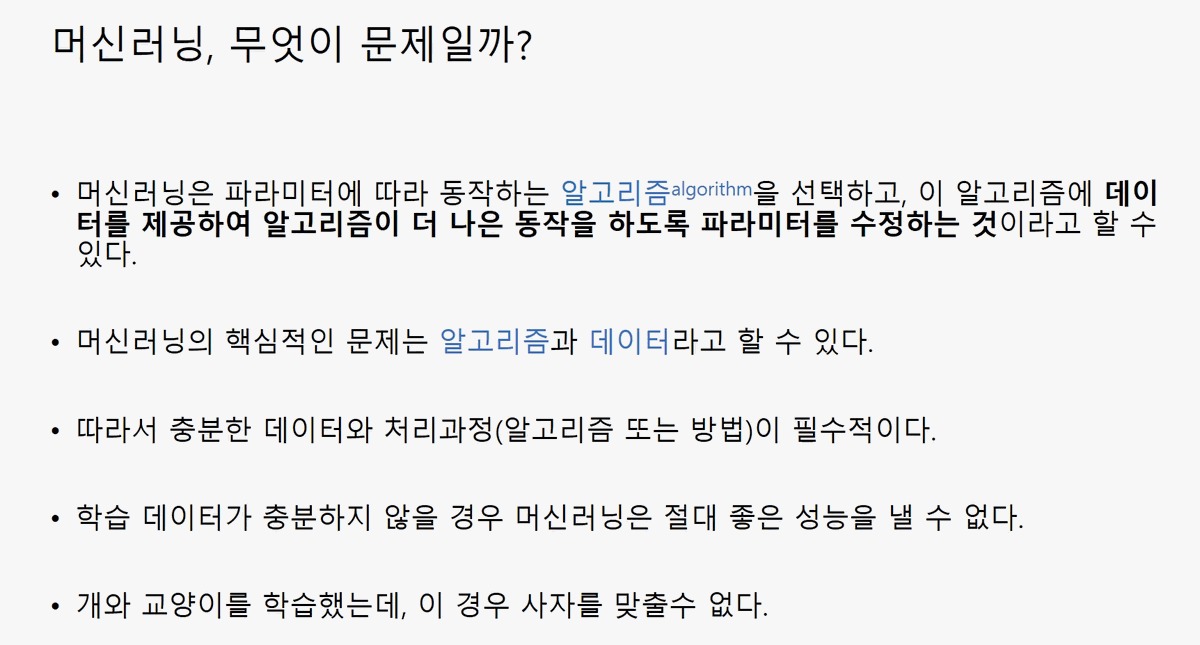 머신러닝, 무엇이 문제일까?
• 머신러닝은 파라미터에 따라 동작하는 알고리즘algorithm을 선택하고, 이 알고리즘에 데이
터를 제공하여 알고리즘이 더 나은 동작을 하도록 파라미터를 수정하는 것이라고 할 수
있다.
• 머신러닝의 핵심적인 문제는 알고리즘과 데이터라고 할 수 있다.
• 따라서 충분한 데이터와 처리과정(알고리즘 또는 방법)이 필수적이다.
• 학습 데이터가 충분하지 않을 경우 머신러닝은 절대 좋은 성능을 낼 수 없다.
• 개와 교양이를 학습했는데, 이 경우 사자를 맞출수 없다.